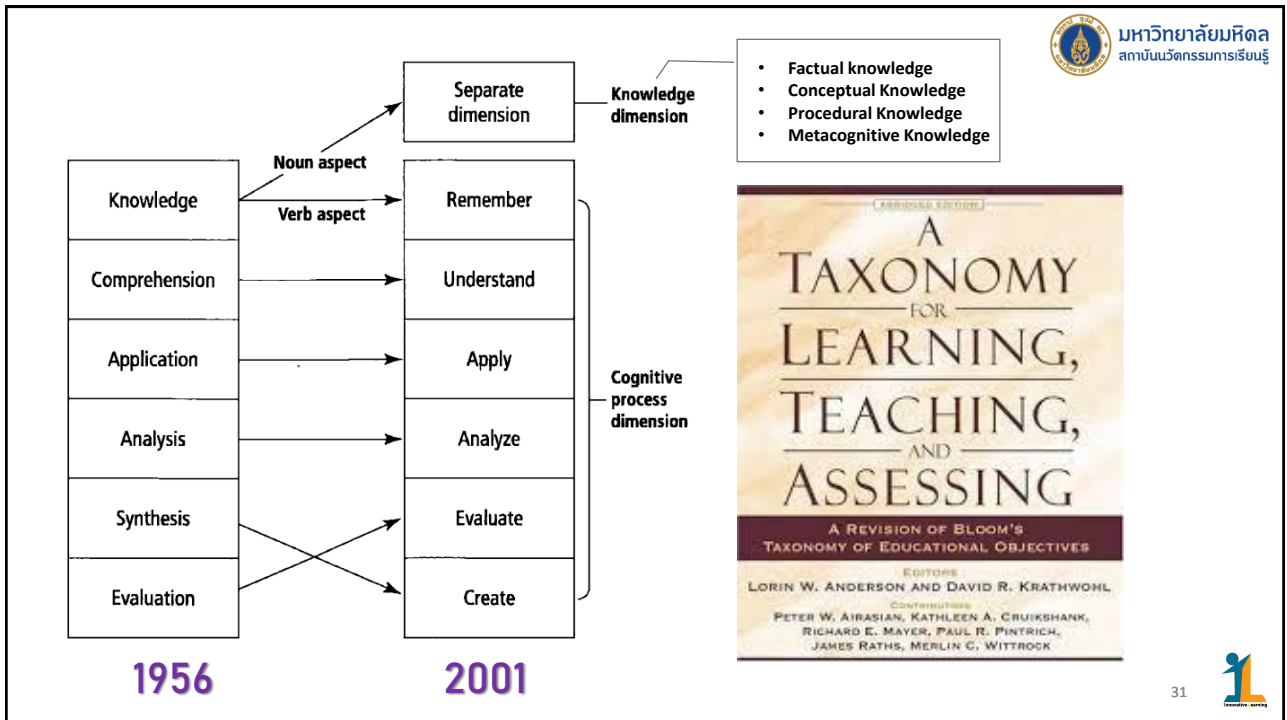 มหาวิทยาลัยมหิดล
สถาบันนวัตกรรมการเรียนรู้
Separate
dimension
Knowledge
dimension
• Factual knowledge
• Conceptual Knowledge
• Procedural Knowledge
• Metacognitive Knowledge
Noun aspect
Verb aspect
Knowledge
Comprehension
Application
Analysis
Synthesis
Evaluation
Remember
Understand
Apply
Analyze
Evaluate
Create
Cognitive
process
dimension
1956
2001
ABRIDGED EDITION
A
TAXONOMY
FOR
LEARNING,
TEACHING,
AND
ASSESSING
A REVISION OF BLOOM'S
TAXONOMY OF EDUCATIONAL OBJECTIVES
EDITORS
LORIN W. ANDERSON AND DAVID R. KRATHWOHL
CONTRIBUTORS
PETER W. AIRASIAN, KATHLEEN A. CRUIKSHANK,
RICHARD E. MAYER, PAUL R. PINTRICH,
JAMES RATHS, MERLIN C. WITTROCK
31
Innovative Learning